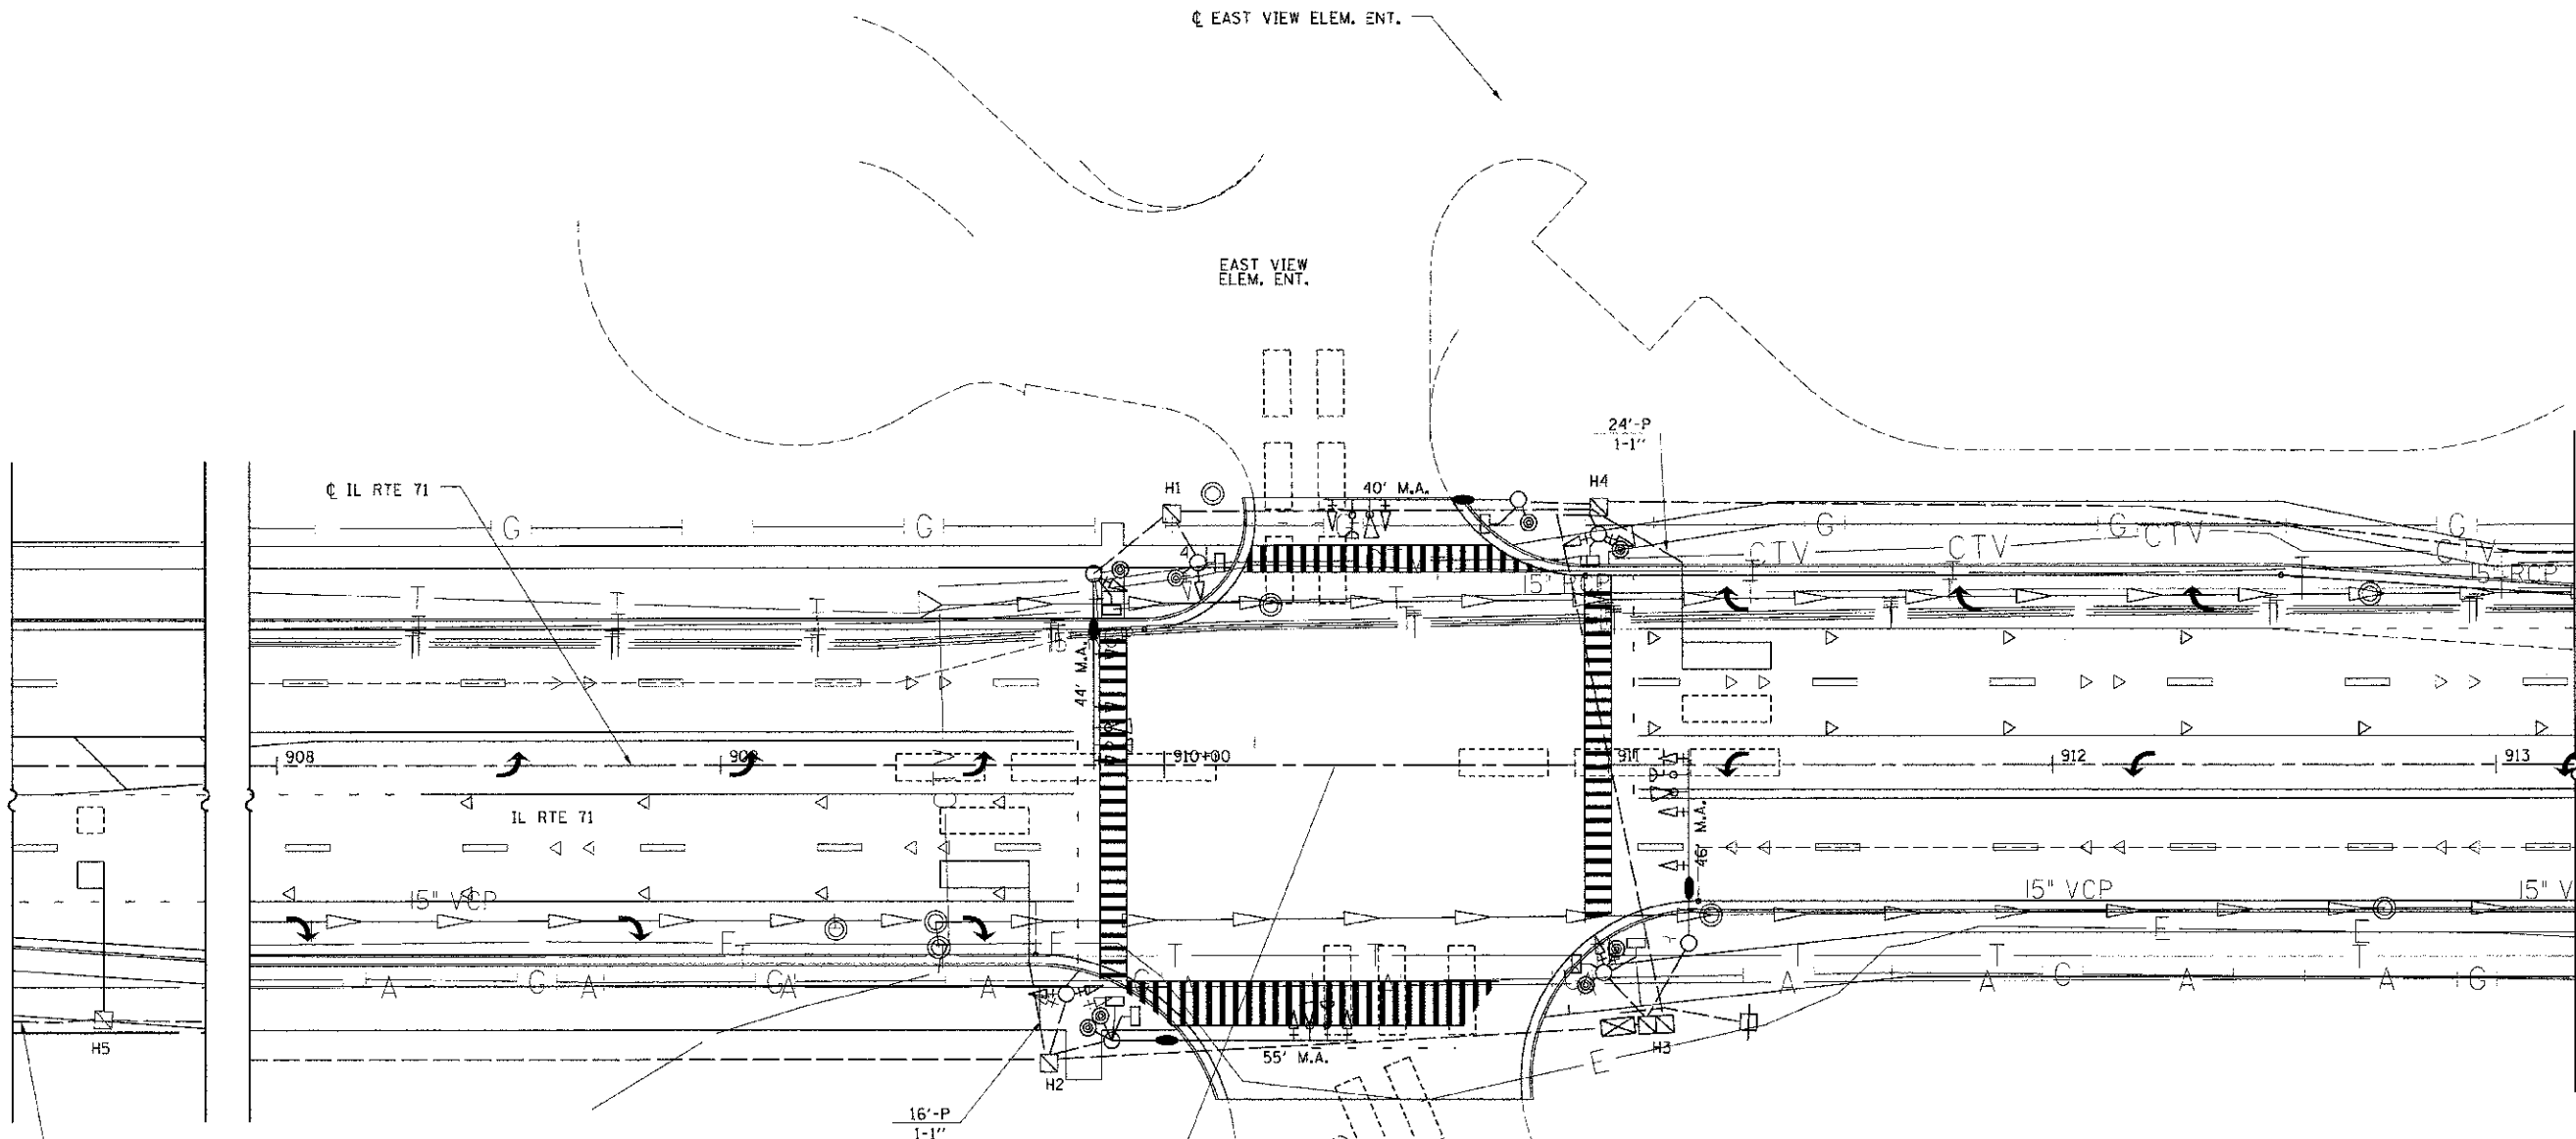 ℄ EAST VIEW ELEM. ENT.
EAST VIEW
ELEM. ENT.
24'-P
1-1"
℄ IL RTE 71
H1
40' M.A.
H4
G
G
G
G
G
CTV
CTV
CTV
CTV
T
T
T
T
T
T
T
15" RCP
44' M.A.
908
909
910+00
911
912
913
IL RTE 71
46' M.A.
15" VCP
15" VCP
15" V
E
E
E
E
T
T
T
T
T
A
G
A
G
A
A
A
A
A
G
A
A
G
H5
H2
55' M.A.
H3
E
16'-P
1-1"